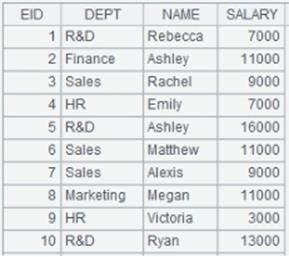 EID DEPT NAME SALARY
1 R&D Rebecca 7000
2 Finance Ashley 11000
3 Sales Rachel 9000
4 HR Emily 7000
5 R&D Ashley 16000
6 Sales Matthew 11000
7 Sales Alexis 9000
8 Marketing Megan 11000
9 HR Victoria 3000
10 R&D Ryan 13000